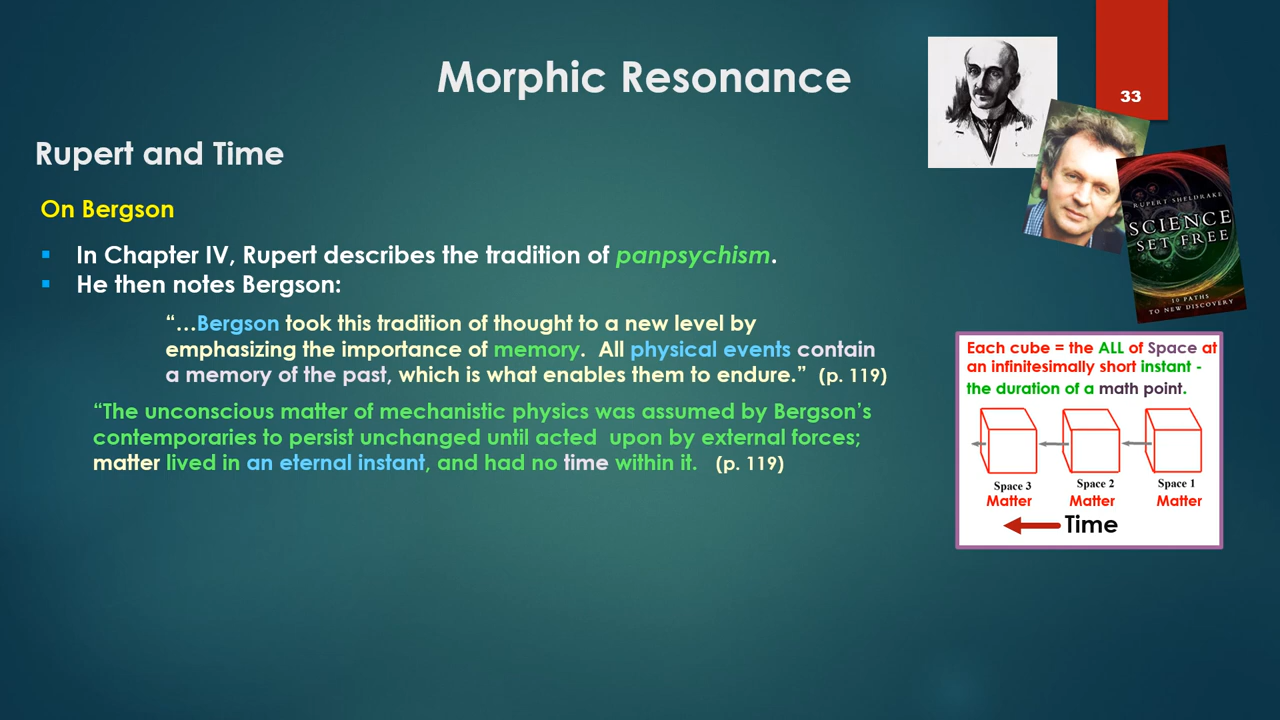 Morphic Resonance
33
Rupert and Time
On Bergson
▪ In Chapter IV, Rupert describes the tradition of panpsychism.
▪ He then notes Bergson:
“…Bergson took this tradition of thought to a new level by
emphasizing the importance of memory.  All physical events contain
a memory of the past, which is what enables them to endure.”  (p. 119)
“The unconscious matter of mechanistic physics was assumed by Bergson’s
contemporaries to persist unchanged until acted  upon by external forces;
matter lived in an eternal instant, and had no time within it.   (p. 119)
RUPERT SHELDRAKE
SCIENCE
SET FREE
10 PATHS
TO NEW DISCOVERY
Each cube = the ALL of Space at
an infinitesimally short instant -
the duration of a math point.
Space 3 Space 2 Space 1
Matter Matter Matter
Time